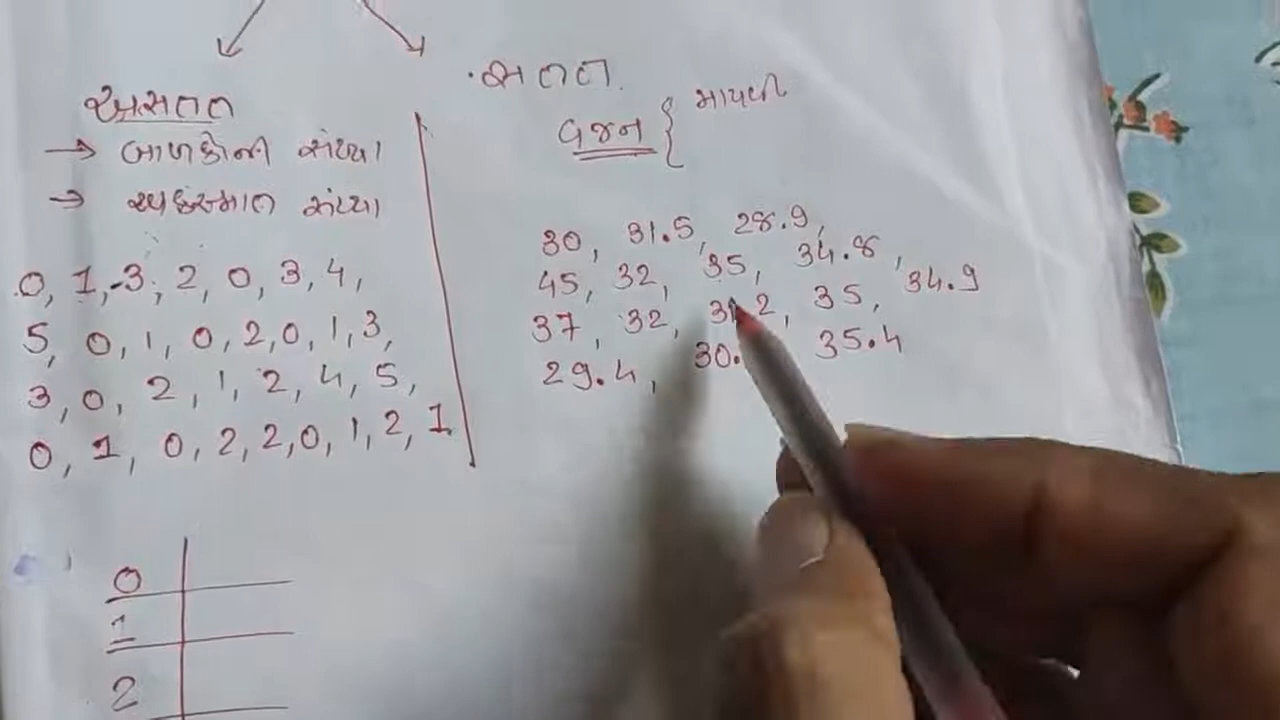 અસતત
→ બાળકોની સંખ્યા
→ અકસ્માત સંખ્યા
0, 1, 3, 2, 0, 3, 4,
5, 0, 1, 0, 2, 0, 1, 3,
3, 0, 2, 1, 2, 4, 5,
0, 1, 0, 2, 2, 0, 1, 2, 1
0
1
2
સતત
વજન { માપણી
30, 31.5, 28.9,
45, 32, 35, 34.8,
37, 32, 35, 34.9
29.4, 35.4